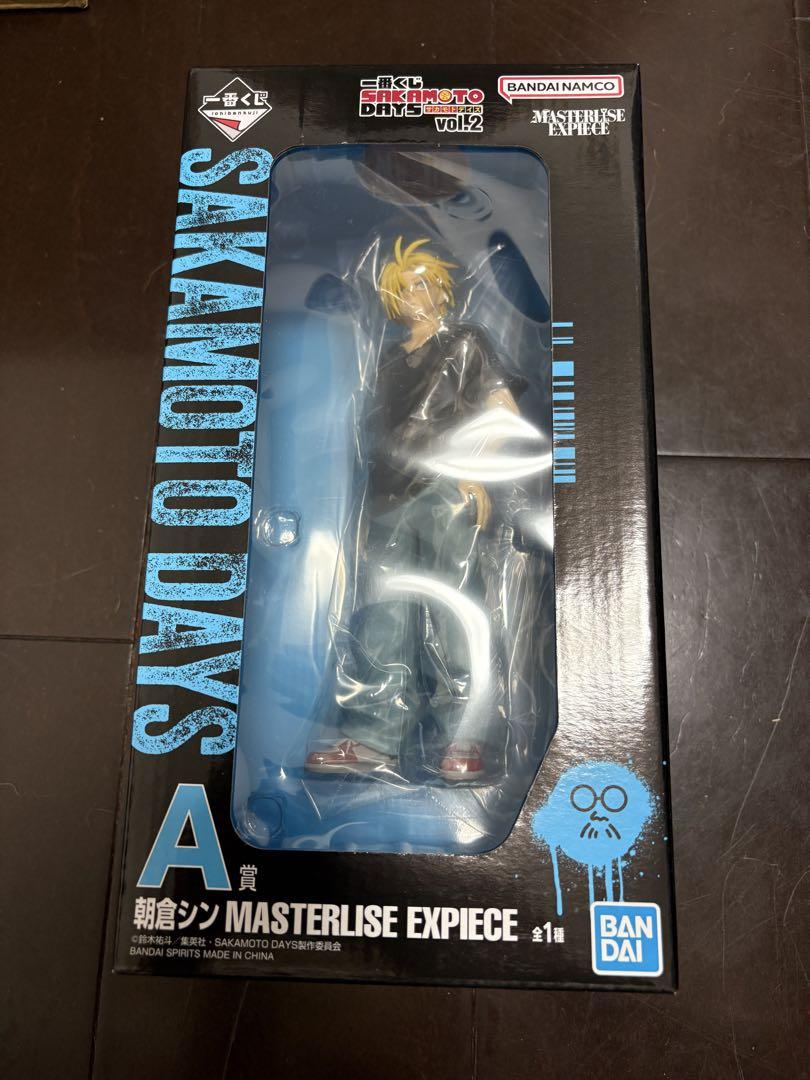 一番くじ
ichibankuji
一番くじ
SAKAMOTO
DAYS サカモトデイズ
vol.2
BANDAI NAMCO
MASTERLISE
EXPIECE
SAKAMOTO DAYS
A賞
朝倉シン MASTERLISE EXPIECE 全1種
©鈴木祐斗／集英社・SAKAMOTO DAYS製作委員会
BANDAI SPIRITS MADE IN CHINA
BAN
DAI